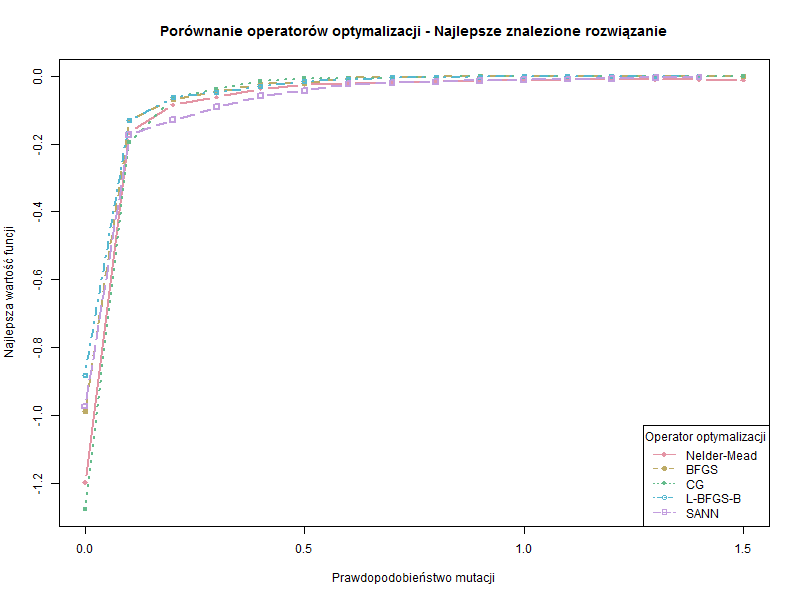 Porównanie operatorów optymalizacji - Najlepsze znalezione rozwiązanie
Najlepsza wartość funcji
0.0
-0.2
-0.4
-0.6
-0.8
-1.0
-1.2
Operator optymalizacji
Nelder-Mead
BFGS
CG
L-BFGS-B
SANN
0.0 0.5 1.0 1.5
Prawdopodobieństwo mutacji